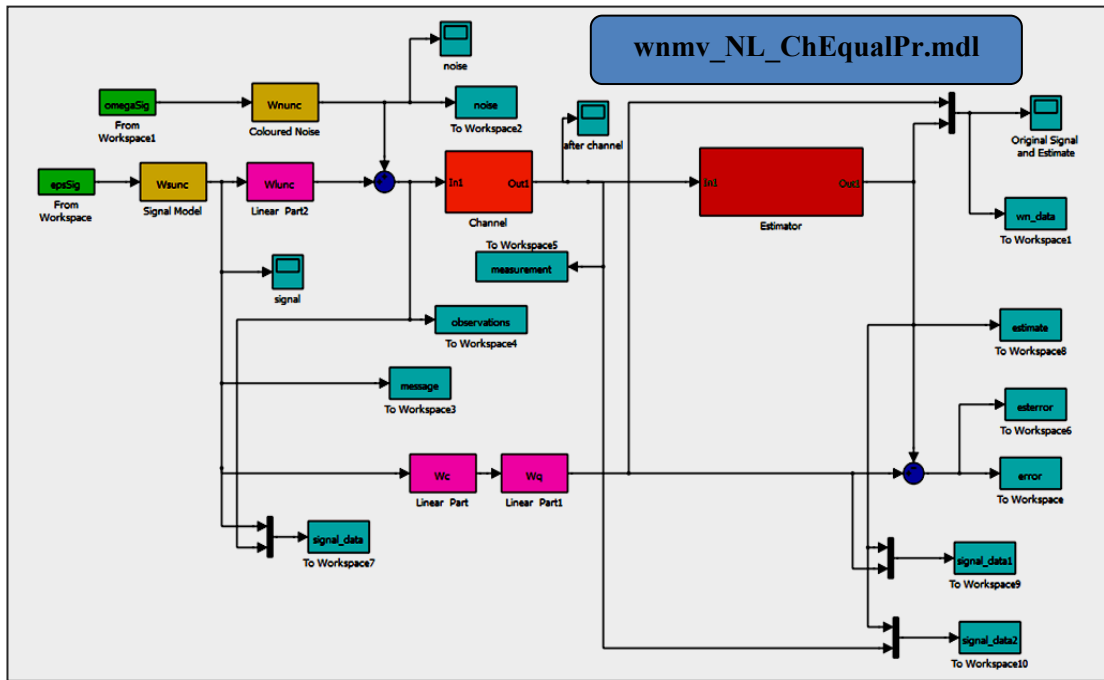 wnmv_NL_ChEqualPr.mdl
noise
omegaSig
From
Workspace1
Wnunc
Coloured Noise
noise
To Workspace2
after channel
Original Signal
and Estimate
epsSig
From
Workspace
Wsunc
Signal Model
Wlunc
Linear Part2
In1
Out1
Channel
In1
Out1
Estimator
wn_data
To Workspace1
To Workspace5
measurement
signal
observations
To Workspace4
estimate
To Workspace8
message
To Workspace3
esterror
To Workspace6
Wc
Linear Part
Wq
Linear Part1
error
To Workspace
signal_data
To Workspace7
signal_data1
To Workspace9
signal_data2
To Workspace10